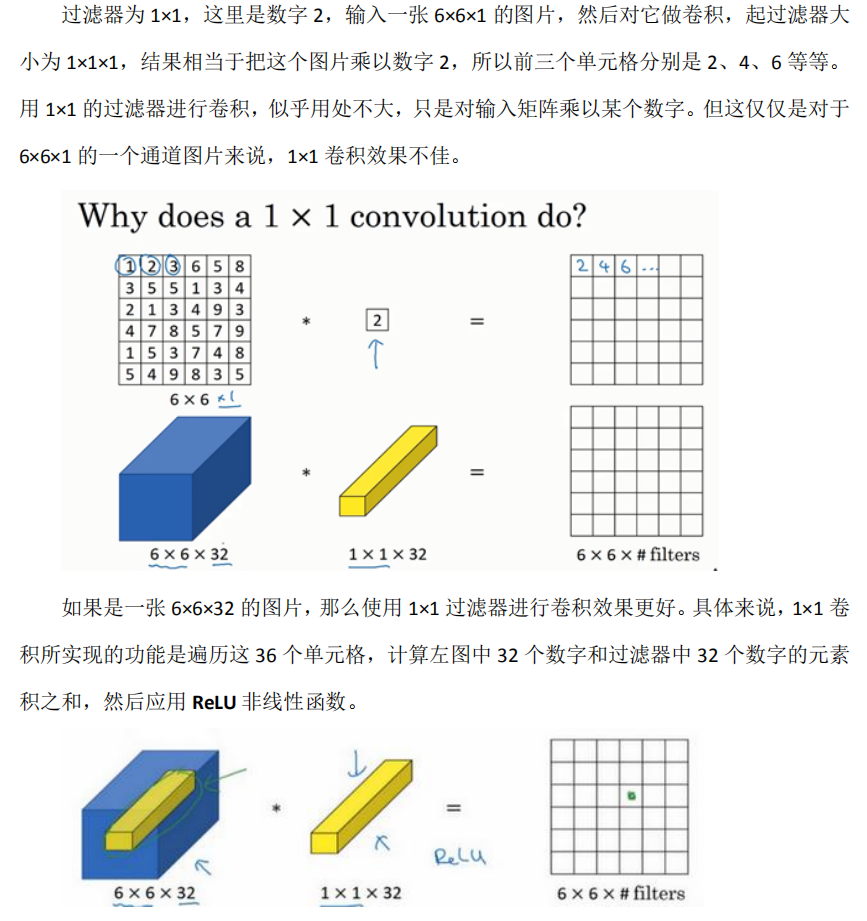 过滤器为 1×1，这里是数字 2，输入一张 6×6×1 的图片，然后对它做卷积，起过滤器大
小为 1×1×1，结果相当于把这个图片乘以数字 2，所以前三个单元格分别是 2、4、6 等等。
用 1×1 的过滤器进行卷积，似乎用处不大，只是对输入矩阵乘以某个数字。但这仅仅是对于
6×6×1 的一个通道图片来说，1×1 卷积效果不佳。
Why does a 1 × 1 convolution do?
1 2 3 6 5 8
3 5 5 1 3 4
2 1 3 4 9 3
4 7 8 5 7 9
1 5 3 7 4 8
5 4 9 8 3 5
*
2
=
2 4 6 ...
6 × 6 ×1
*
=
6 × 6 × 32
1 × 1 × 32
6 × 6 × # filters
如果是一张 6×6×32 的图片，那么使用 1×1 过滤器进行卷积效果更好。具体来说，1×1 卷
积所实现的功能是遍历这 36 个单元格，计算左图中 32 个数字和过滤器中 32 个数字的元素
积之和，然后应用 ReLU 非线性函数。
*
=
ReLU
6 × 6 × 32
1 × 1 × 32
6 × 6 × # filters